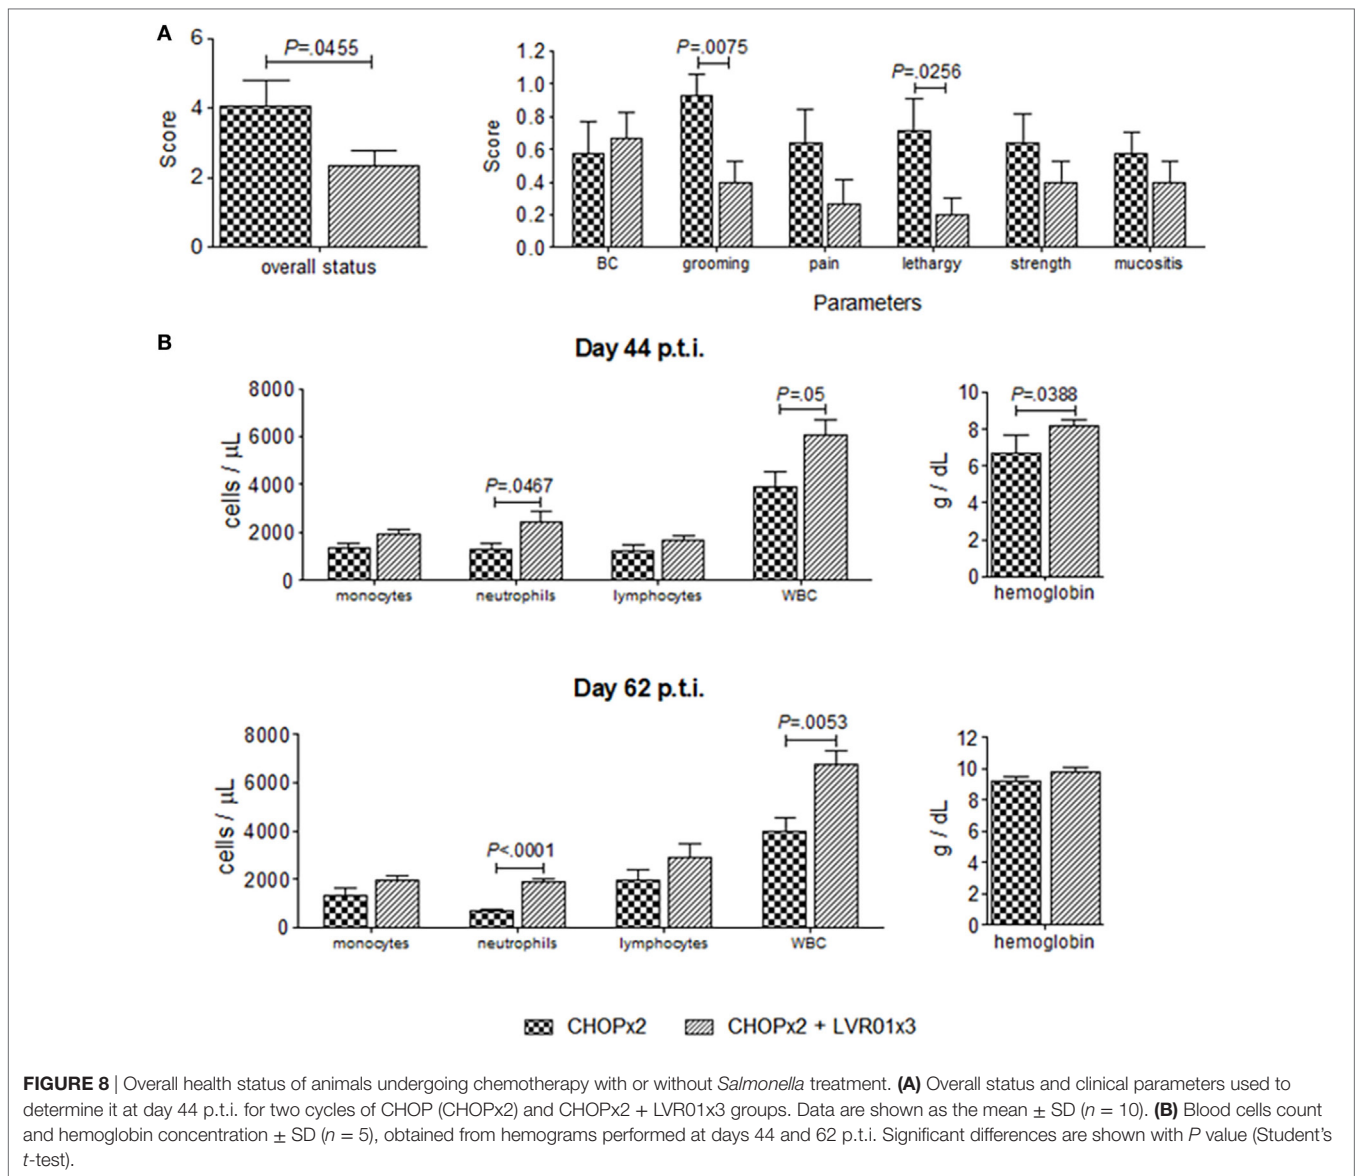 A
6
4
2
0
Score
P=.0455
overall status
1.2
1.0
0.8
0.6
0.4
0.2
0.0
Score
P=.0075
P=.0256
BC grooming pain lethargy strength mucositis
Parameters
B
Day 44 p.t.i.
8000
6000
4000
2000
0
cells / μL
P=.0467
P=.05
monocytes neutrophils lymphocytes WBC
10
8
6
4
2
0
g / dL
P=.0388
hemoglobin
Day 62 p.t.i.
8000
6000
4000
2000
0
cells / μL
P<.0001
P=.0053
monocytes neutrophils lymphocytes WBC
12
10
8
6
4
2
0
g / dL
hemoglobin
CHOPx2 CHOPx2 + LVR01x3
FIGURE 8 | Overall health status of animals undergoing chemotherapy with or without Salmonella treatment. (A) Overall status and clinical parameters used to
determine it at day 44 p.t.i. for two cycles of CHOP (CHOPx2) and CHOPx2 + LVR01x3 groups. Data are shown as the mean ± SD (n = 10). (B) Blood cells count
and hemoglobin concentration ± SD (n = 5), obtained from hemograms performed at days 44 and 62 p.t.i. Significant differences are shown with P value (Student’s
t-test).